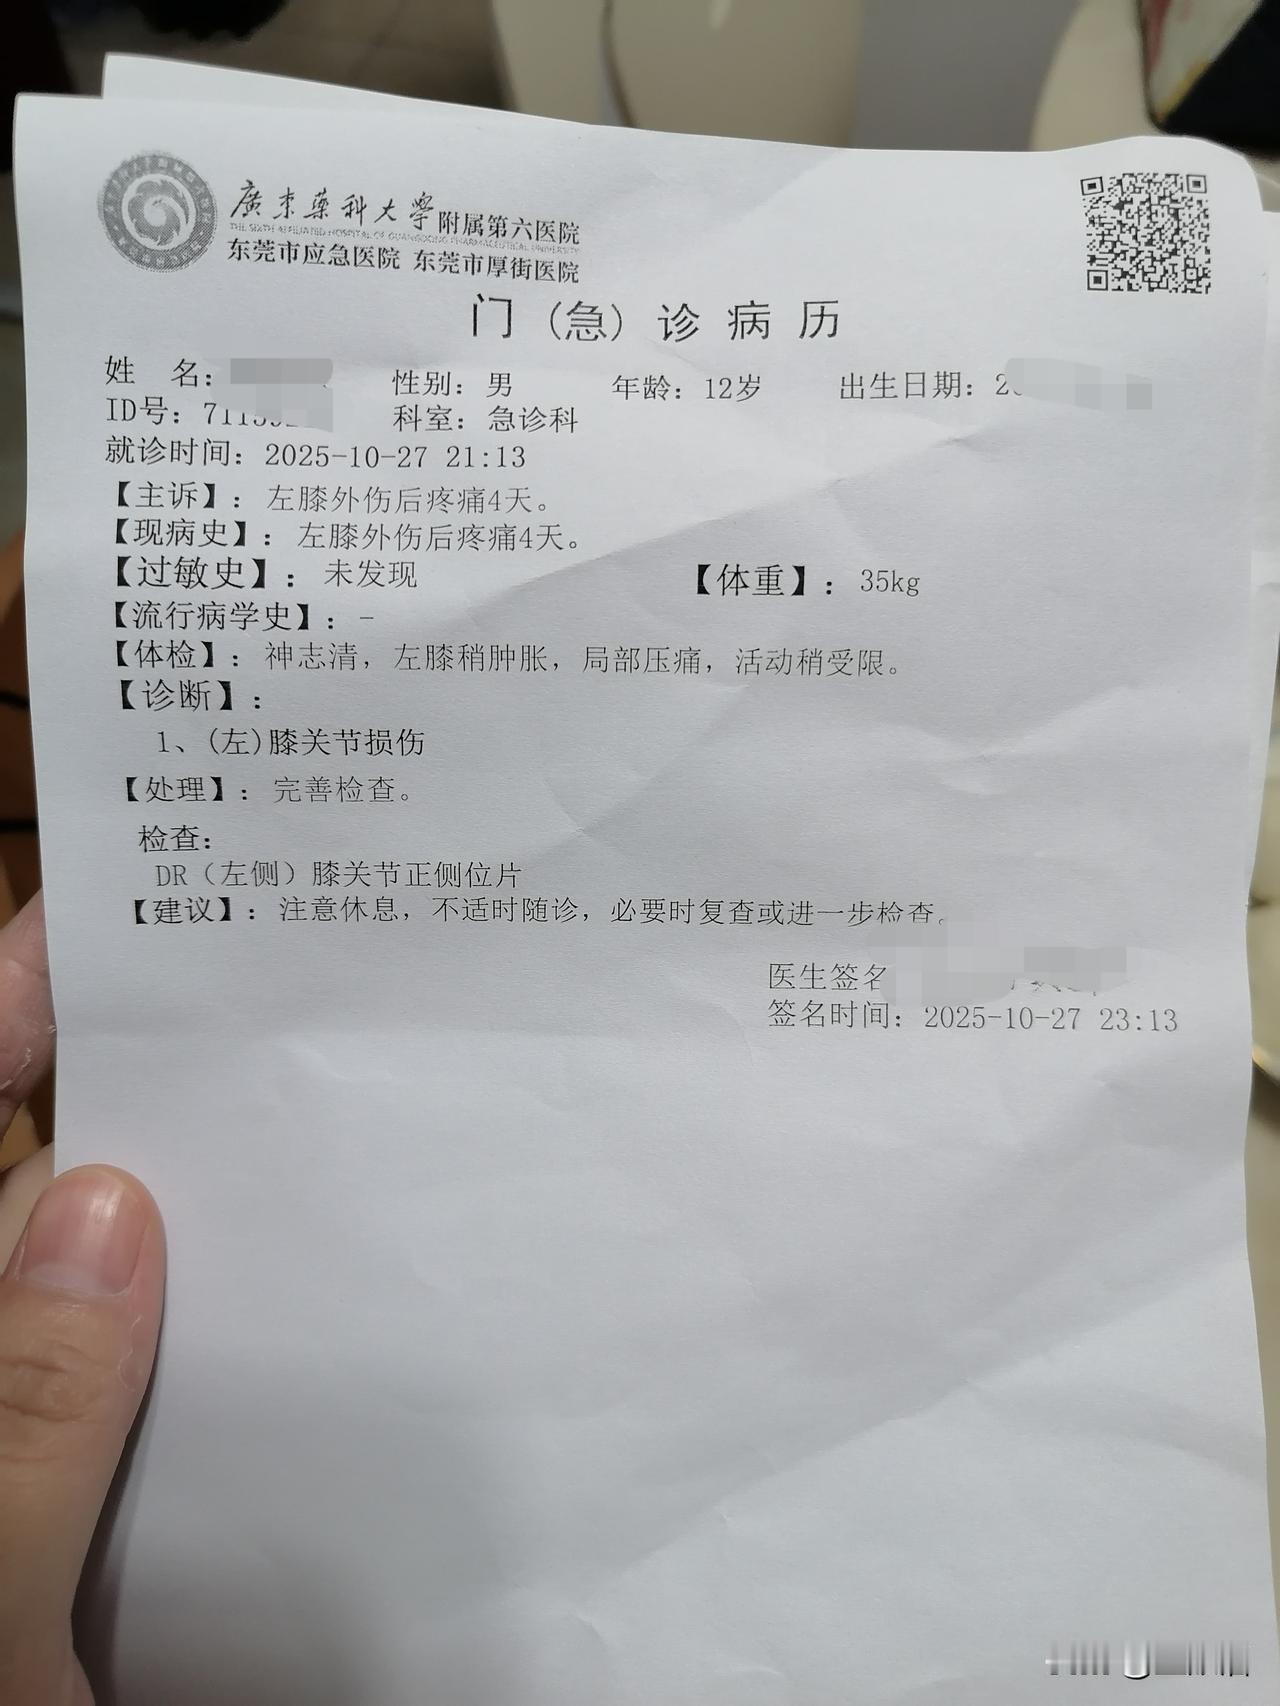 廣東薬科大學附属第六医院
THE SIXTH AFFILIATED HOSPITAL OF GUANGDONG PHARMACEUTICAL UNIVERSITY
东莞市应急医院 东莞市厚街医院
门（急）诊病历
姓 名： 性别：男 年龄：12岁 出生日期：2
ID号：711 科室：急诊科
就诊时间：2025-10-27 21:13
【主诉】：左膝外伤后疼痛4天。
【现病史】：左膝外伤后疼痛4天。
【过敏史】：未发现 【体重】：35kg
【流行病学史】：-
【体检】：神志清，左膝稍肿胀，局部压痛，活动稍受限。
【诊断】：
1、(左)膝关节损伤
【处理】：完善检查。
检查：
DR（左侧）膝关节正侧位片
【建议】：注意休息，不适时随诊，必要时复查或进一步检查。
医生签名
签名时间：2025-10-27 23:13